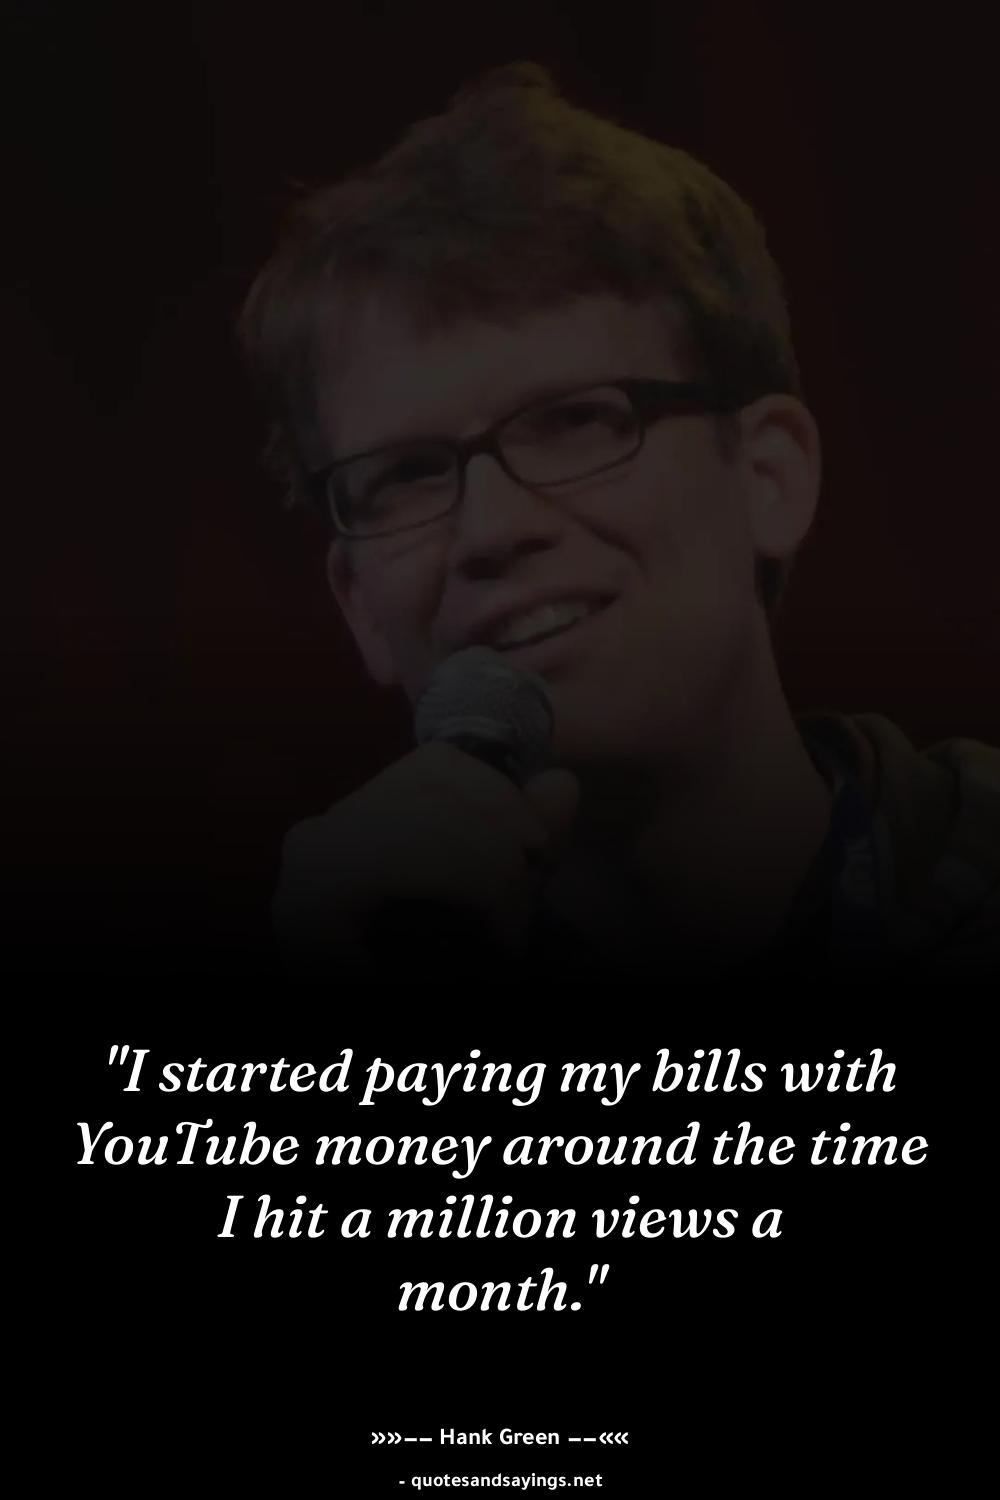 "I started paying my bills with
YouTube money around the time
I hit a million views a
month."
»»−− Hank Green −−««
- quotesandsayings.net